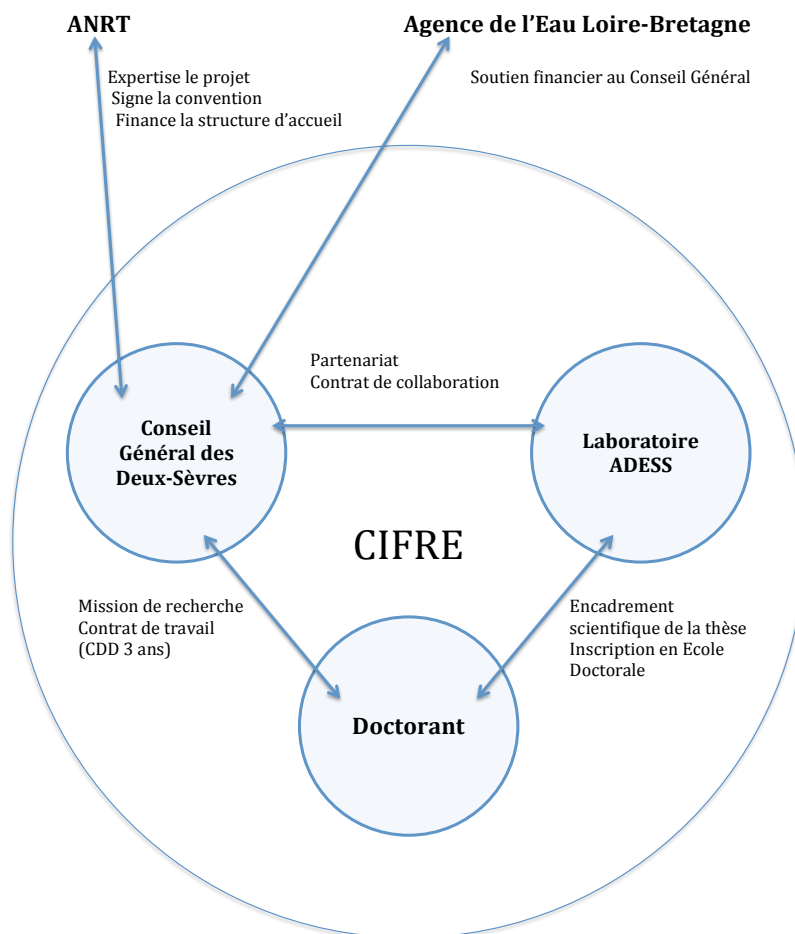 ANRT
Agence de l'Eau Loire-Bretagne
Expertise le projet
Signe la convention
Finance la structure d'accueil
Soutien financier au Conseil Général
Partenariat
Contrat de collaboration
Conseil
Général des
Deux-Sèvres
Laboratoire
ADESS
CIFRE
Mission de recherche
Contrat de travail
(CDD 3 ans)
Encadrement
scientifique de la thèse
Inscription en Ecole
Doctorale
Doctorant